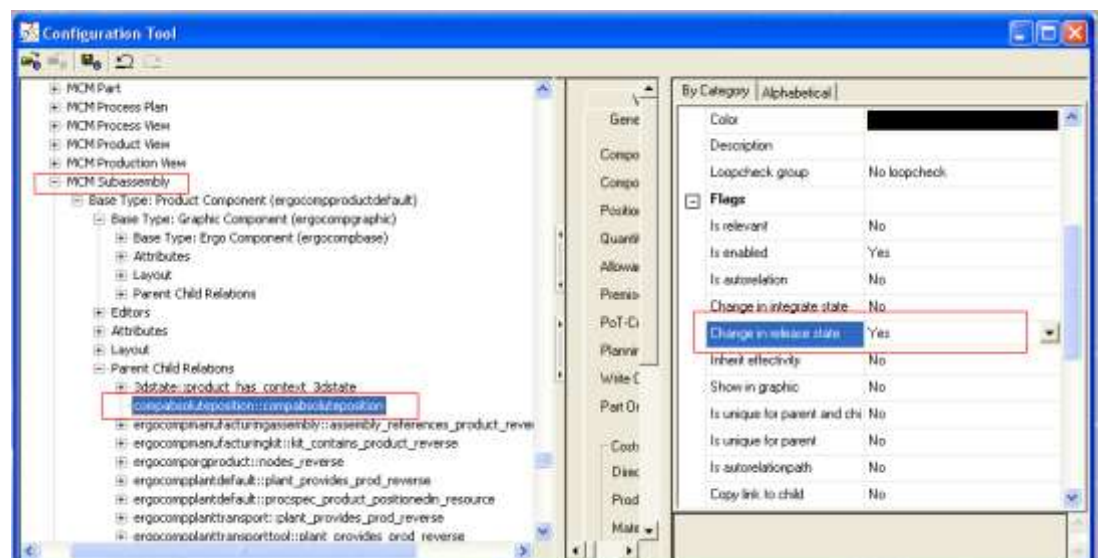 Configuration Tool
MCM Part
MCM Process Plan
MCM Process View
MCM Product View
MCM Production View
MCM Subassembly
Base Type: Product Component (ergocompproductdefault)
Base Type: Graphic Component (ergocompgraphic)
Base Type: Ergo Component (ergocompbase)
Attributes
Layout
Parent Child Relations
Editors
Attributes
Layout
Parent Child Relations
3dstate::product_has_context_3dstate
compabsoluteposition::compabsoluteposition
ergocompmanufacturingassembly::assembly_references_product_rever
ergocompmanufacturingkit::kit_contains_product_reverse
ergocomporgproduct::nodes_reverse
ergocompplantdefault::plant_provides_prod_reverse
ergocompplantdefault::procspec_product_positionedin_resource
ergocompplanttransport::plant_provides_prod_reverse
ergocompplanttransporttool::plant_provides_prod_reverse
Gene
Compo
Compo
Position
Quanti
Allowa
PoT-C
Planne
Write C
Part Or
Cost
Direc
Prod
Mate
By Category
Alphabetical
Color
Description
Loopcheck group No loopcheck
Flags
Is relevant No
Is enabled Yes
Is autorelation No
Change in integrate state No
Change in release state Yes
Inherit effectivity No
Show in graphic No
Is unique for parent and chi No
Is unique for parent No
Is autorelationpath No
Copy link to child No